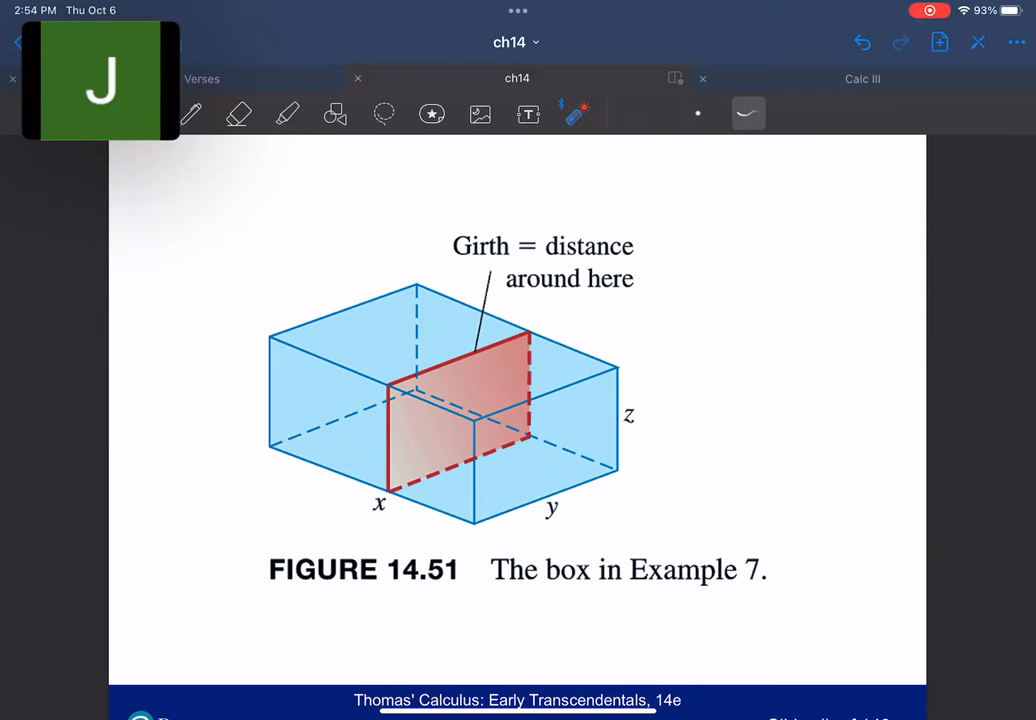 2:54 PM Thu Oct 6
93%
ch14
J
Verses
ch14
Calc III
T
Girth = distance
around here
z
x
y
FIGURE 14.51 The box in Example 7.
Thomas' Calculus: Early Transcendentals, 14e